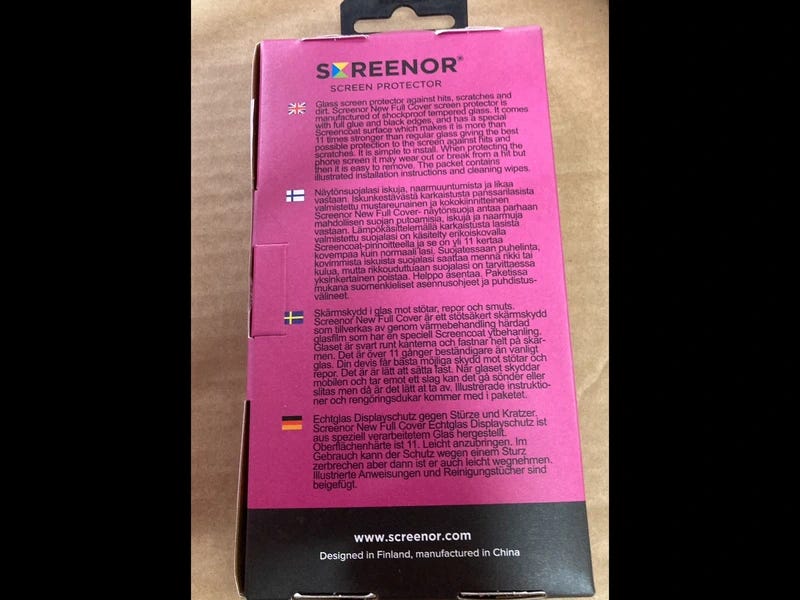 SCREENOR®
SCREEN PROTECTOR
Glass screen protector against hits, scratches and
dirt. Screenor New Full Cover screen protector is
manufactured of shockproof tempered glass. It comes
with full glue and black edges, and has a special
Screencoat surface which makes it is more than
11 times stronger than regular glass giving the best
possible protection to the screen against hits and
scratches. It is simple to install. When protecting the
phone screen it may wear out or break from a hit but
then it is easy to remove. The packet contains
illustrated installation instructions and cleaning wipes.
Näytönsuojalasi iskuja, naarmuuntumista ja likaa
vastaan. Iskunkestävästä karkaistusta panssarilasista
valmistettu mustareunainen ja kokokiinnitteinen
Screenor New Full Cover- näytönsuoja antaa parhaan
mahdollisen suojan putoamisia, iskuja ja naarmuja
vastaan. Lämpökäsittelemällä karkaistusta lasista
valmistettu suojalasi on käsitelty erikoiskovalla
Screencoat-pinnoitteella ja se on yli 11 kertaa
kovempaa kuin normaali lasi. Suojatessaan puhelinta,
kovimmista iskuista suojalasi saattaa mennä rikki tai
kulua, mutta rikkouduttuaan suojalasi on tarvittaessa
yksinkertainen poistaa. Helppo asentaa. Paketissa
mukana suomenkieliset asennusohjeet ja puhdistus-
välineet.
Skärmskydd i glas mot stötar, repor och smuts.
Screenor New Full Cover är ett stötsäkert skärmskydd
som tillverkas av genom värmebehandling härdad
glasfilm som har en speciell Screencoat ytbehanling.
Glaset är svart runt kanterna och fastnar helt på skär-
men. Det är över 11 gånger beständigare än vanligt
glas. Din devis får bästa möjliga skydd mot stötar och
repor. Det är är lätt att sätta fast. När glaset skyddar
mobilen och tar emot ett slag kan det gå sönder eller
slitas men då är det lätt at ta av. Illustrerade instruktio-
ner och rengöringsdukar kommer med i paketet.
Echtglas Displayschutz gegen Stürze und Kratzer.
Screenor New Full Cover Echtglas Displayschutz ist
aus speziell verarbeitetem Glas hergestellt.
Oberflächenhärte ist 11. Leicht anzubringen. Im
Gebrauch kann der Schutz wegen einem Sturz
zerbrechen aber dann ist er auch leicht wegnehmen.
Illustrierte Anweisungen und Reinigungstücher sind
beigefügt.
www.screenor.com
Designed in Finland, manufactured in China